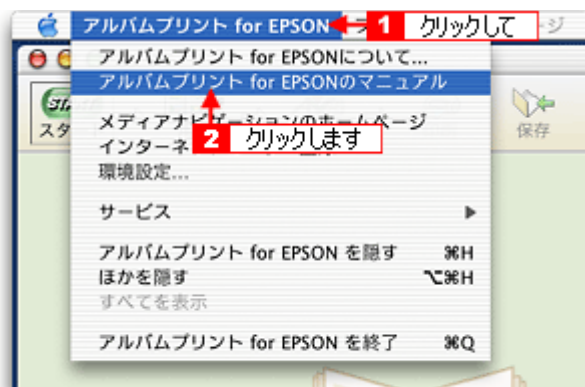 アルバムプリント for EPSON 1 クリックして ージ
アルバムプリント for EPSONについて...
アルバムプリント for EPSONのマニュアル
スタ
保存
メディアナビゲーションのホームページ
インターネ
2 クリックします
環境設定...
サービス
アルバムプリント for EPSON を隠す ⌘H
ほかを隠す ⌥⌘H
すべてを表示
アルバムプリント for EPSON を終了 ⌘Q